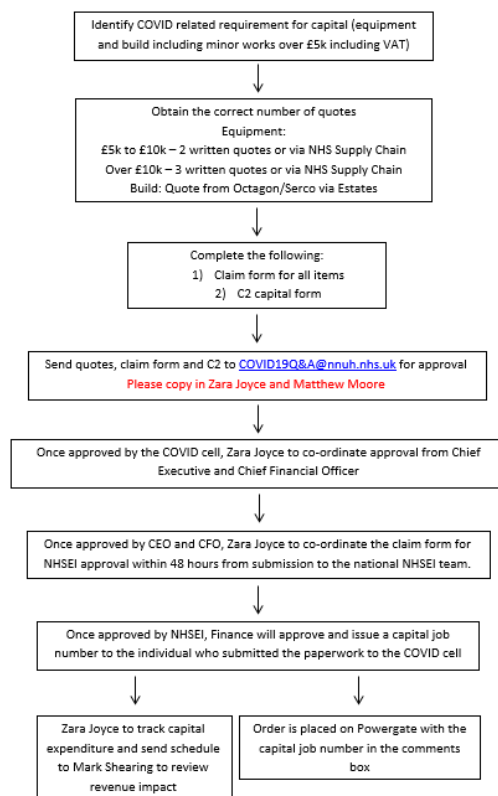 Identify COVID related requirement for capital (equipment
and build including minor works over £5k including VAT)
Obtain the correct number of quotes
Equipment:
£5k to £10k – 2 written quotes or via NHS Supply Chain
Over £10k – 3 written quotes or via NHS Supply Chain
Build: Quote from Octagon/Serco via Estates
Complete the following:
1) Claim form for all items
2) C2 capital form
Send quotes, claim form and C2 to COVID19Q&A@nnuh.nhs.uk for approval
Please copy in Zara Joyce and Matthew Moore
Once approved by the COVID cell, Zara Joyce to co-ordinate approval from Chief
Executive and Chief Financial Officer
Once approved by CEO and CFO, Zara Joyce to co-ordinate the claim form for
NHSEI approval within 48 hours from submission to the national NHSEI team.
Once approved by NHSEI, Finance will approve and issue a capital job
number to the individual who submitted the paperwork to the COVID cell
Zara Joyce to track capital
expenditure and send schedule
to Mark Shearing to review
revenue impact
Order is placed on Powergate with the
capital job number in the comments
box